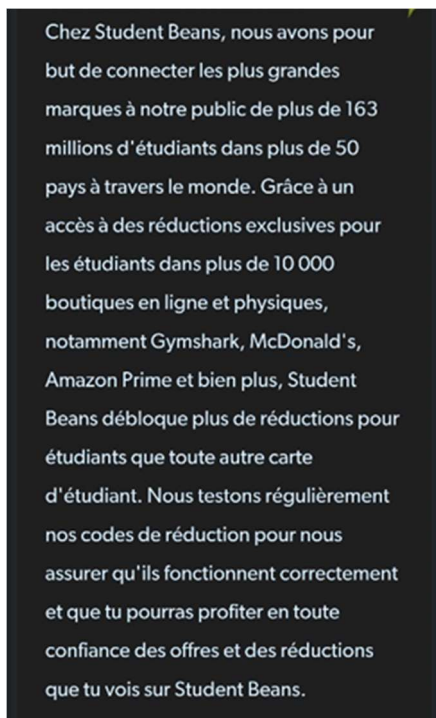 Chez Student Beans, nous avons pour
but de connecter les plus grandes
marques à notre public de plus de 163
millions d'étudiants dans plus de 50
pays à travers le monde. Grâce à un
accès à des réductions exclusives pour
les étudiants dans plus de 10 000
boutiques en ligne et physiques,
notamment Gymshark, McDonald's,
Amazon Prime et bien plus, Student
Beans débloque plus de réductions pour
étudiants que toute autre carte
d'étudiant. Nous testons régulièrement
nos codes de réduction pour nous
assurer qu'ils fonctionnent correctement
et que tu pourras profiter en toute
confiance des offres et des réductions
que tu vois sur Student Beans.